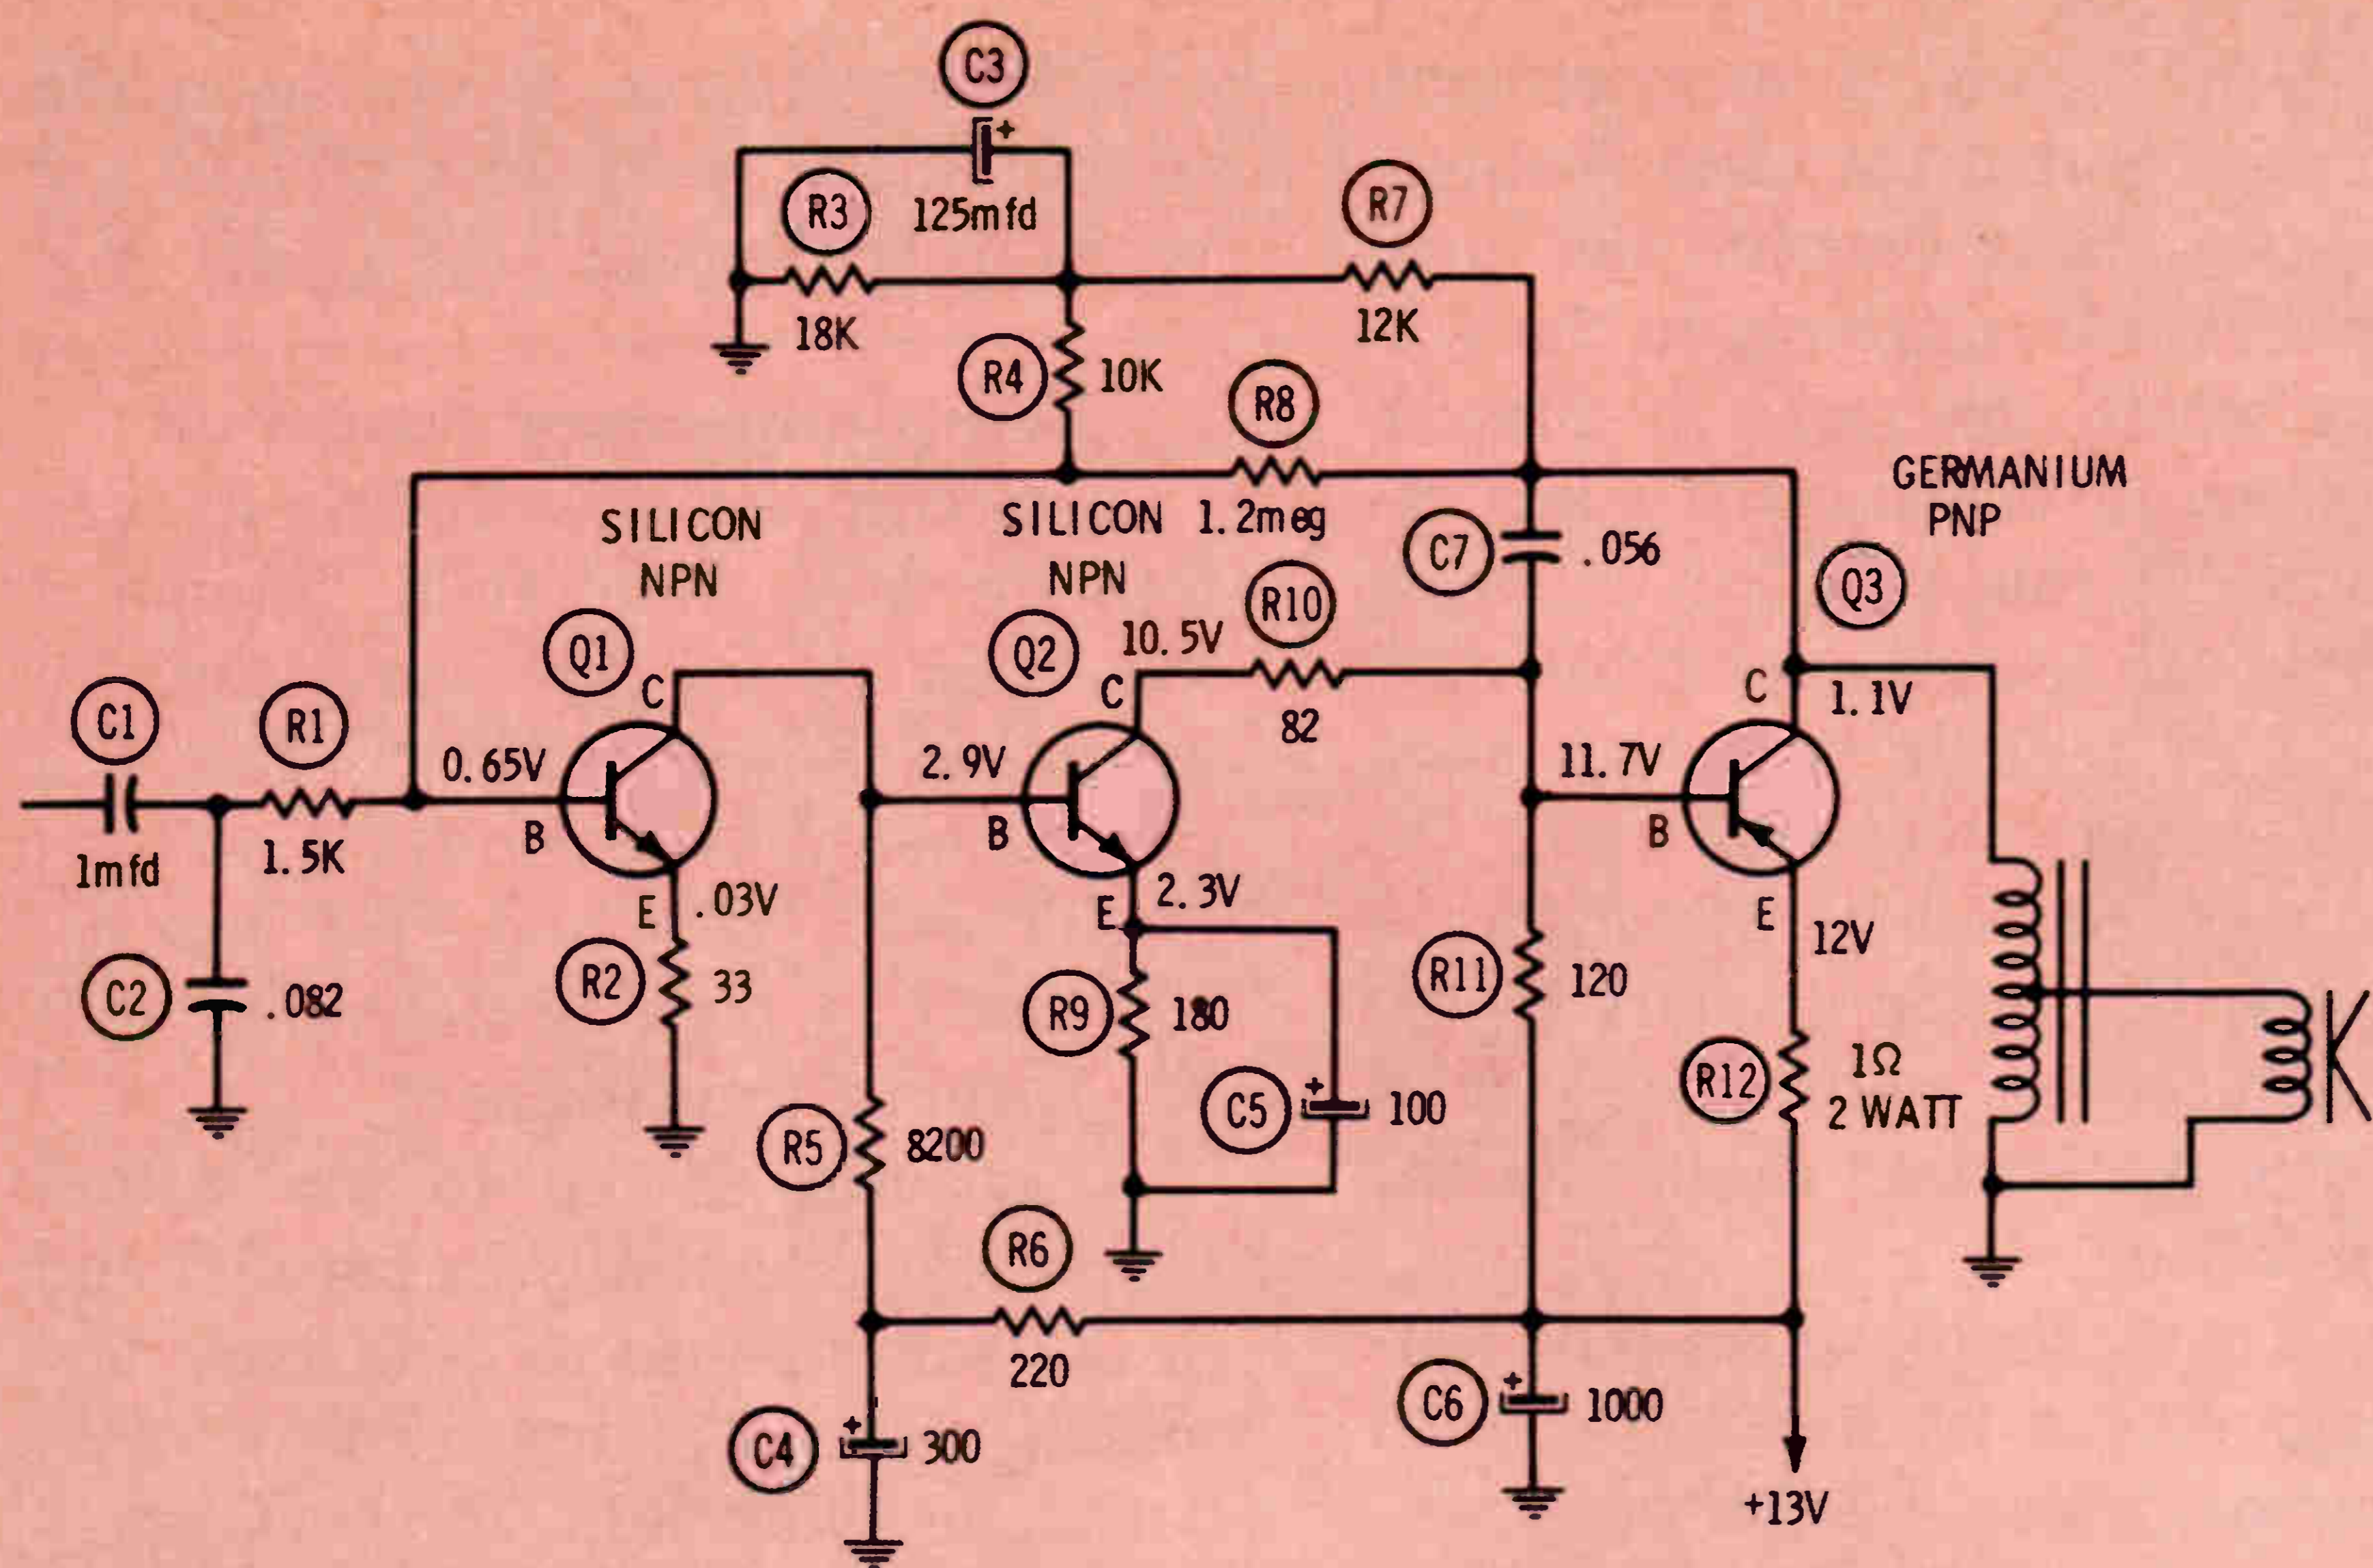 C3
125mfd
R3
18K
R7
12K
R4
10K
R8
1.2meg
SILICON
NPN
SILICON
NPN
GERMANIUM
PNP
C7
.056
Q3
Q1
C
Q2
C
10.5V
R10
82
C
1.1V
C1
1mfd
R1
1.5K
0.65V
B
2.9V
B
11.7V
B
E
.03V
E
2.3V
E
12V
C2
.082
R2
33
R9
180
R11
120
R12
1Ω
2 WATT
R5
8200
C5
100
R6
220
C4
300
C6
1000
+13V